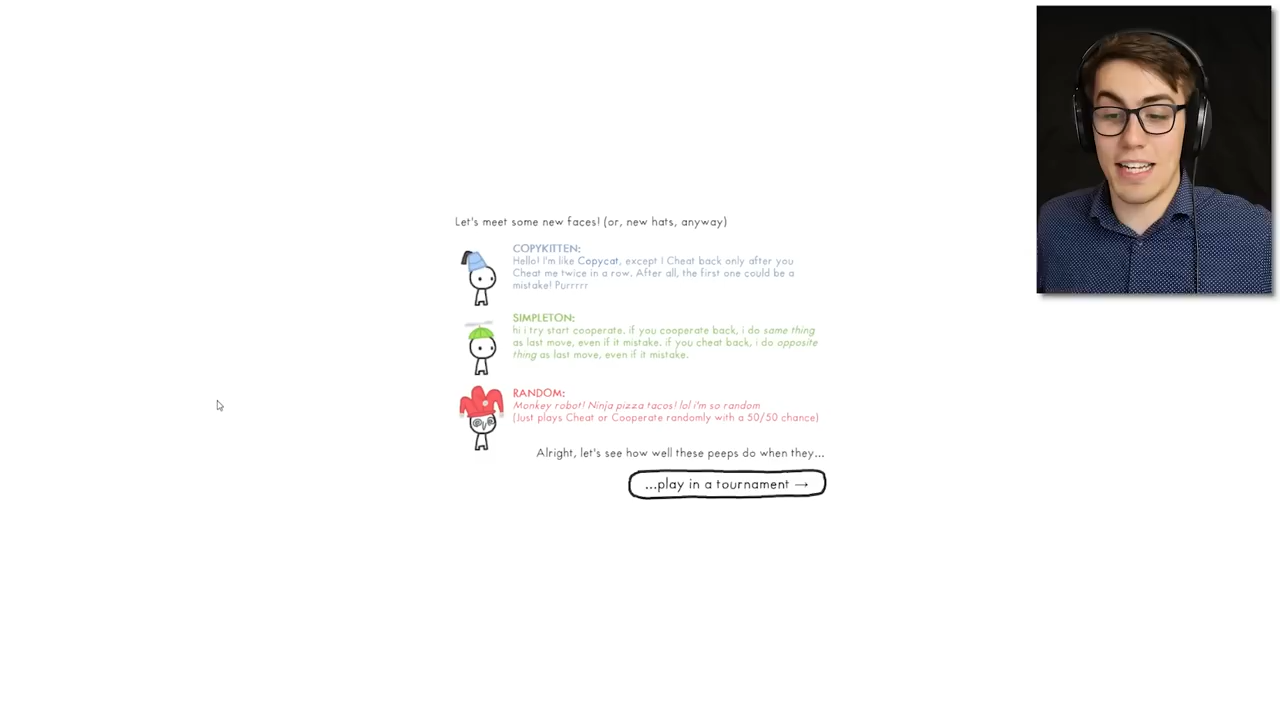 Let's meet some new faces! (or, new hats, anyway)
COPYKITTEN:
Hello! I'm like Copycat, except I Cheat back only after you
Cheat me twice in a row. After all, the first one could be a
mistake! Purrrrr
SIMPLETON:
hi i try start cooperate. if you cooperate back, i do same thing
as last move, even if it mistake. if you cheat back, i do opposite
thing as last move, even if it mistake.
RANDOM:
Monkey robot! Ninja pizza tacos! lol i'm so random
(Just plays Cheat or Cooperate randomly with a 50/50 chance)
Alright, let's see how well these peeps do when they...
...play in a tournament →